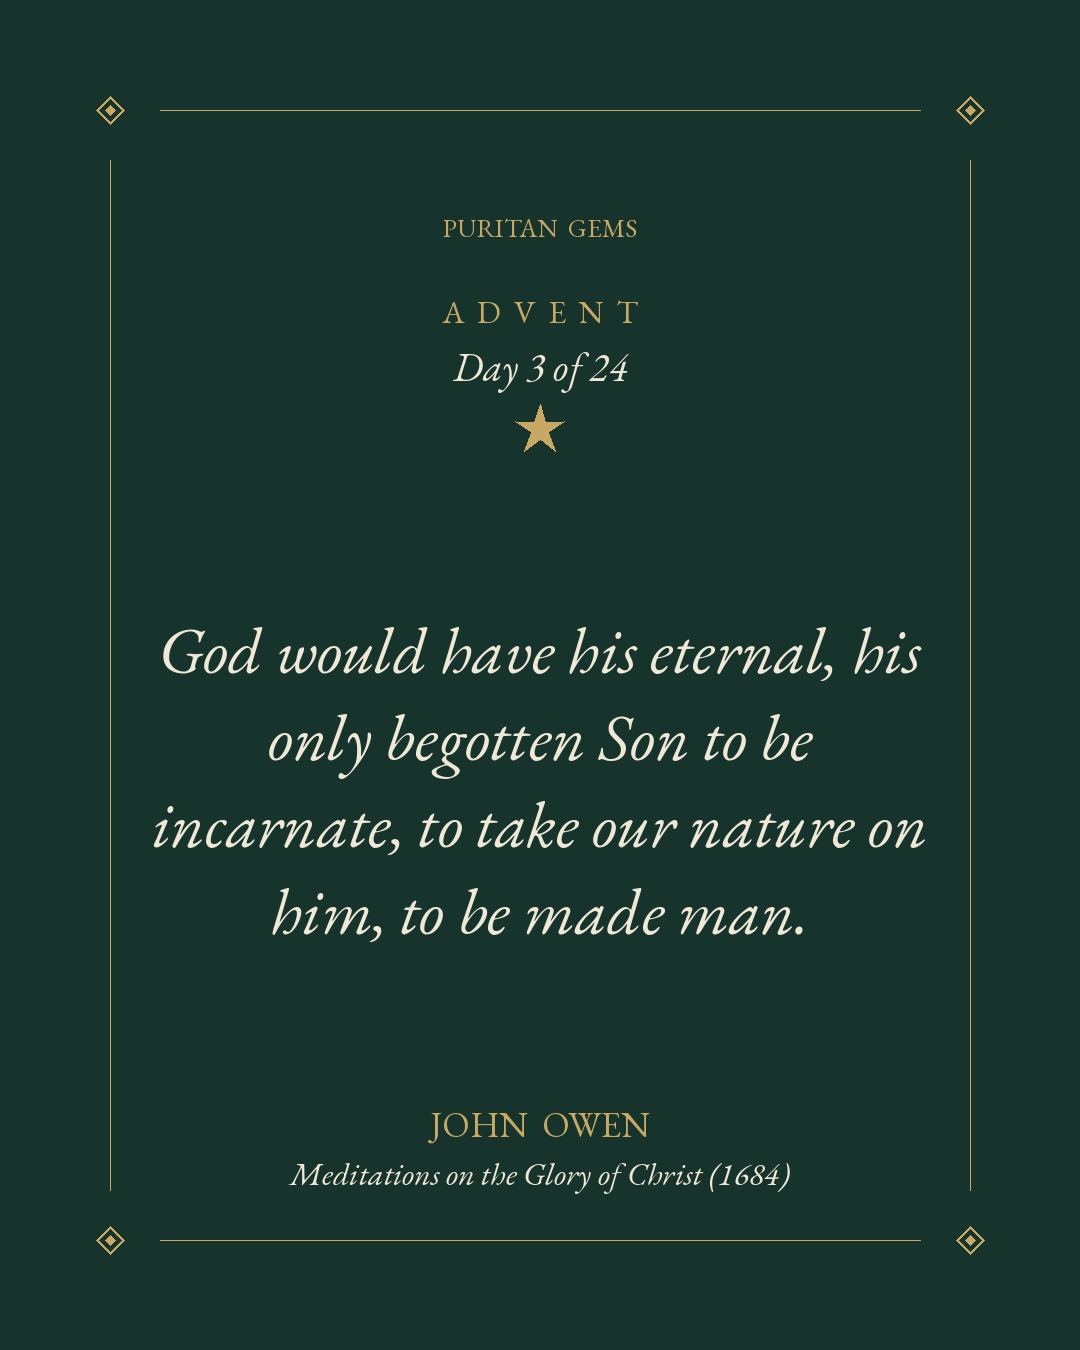 PURITAN GEMS
ADVENT
Day 3 of 24
God would have his eternal, his
only begotten Son to be
incarnate, to take our nature on
him, to be made man.
JOHN OWEN
Meditations on the Glory of Christ (1684)